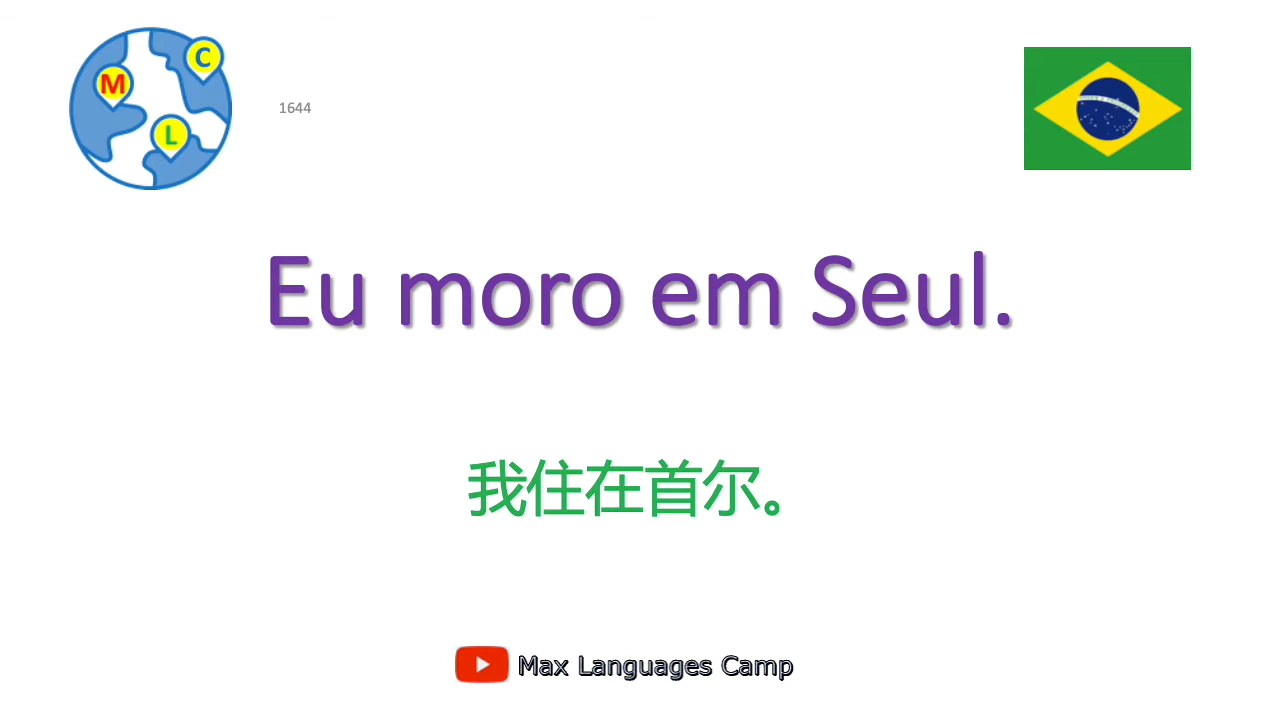 M
C
L
1644
Eu moro em Seul.
我住在首尔。
Max Languages Camp